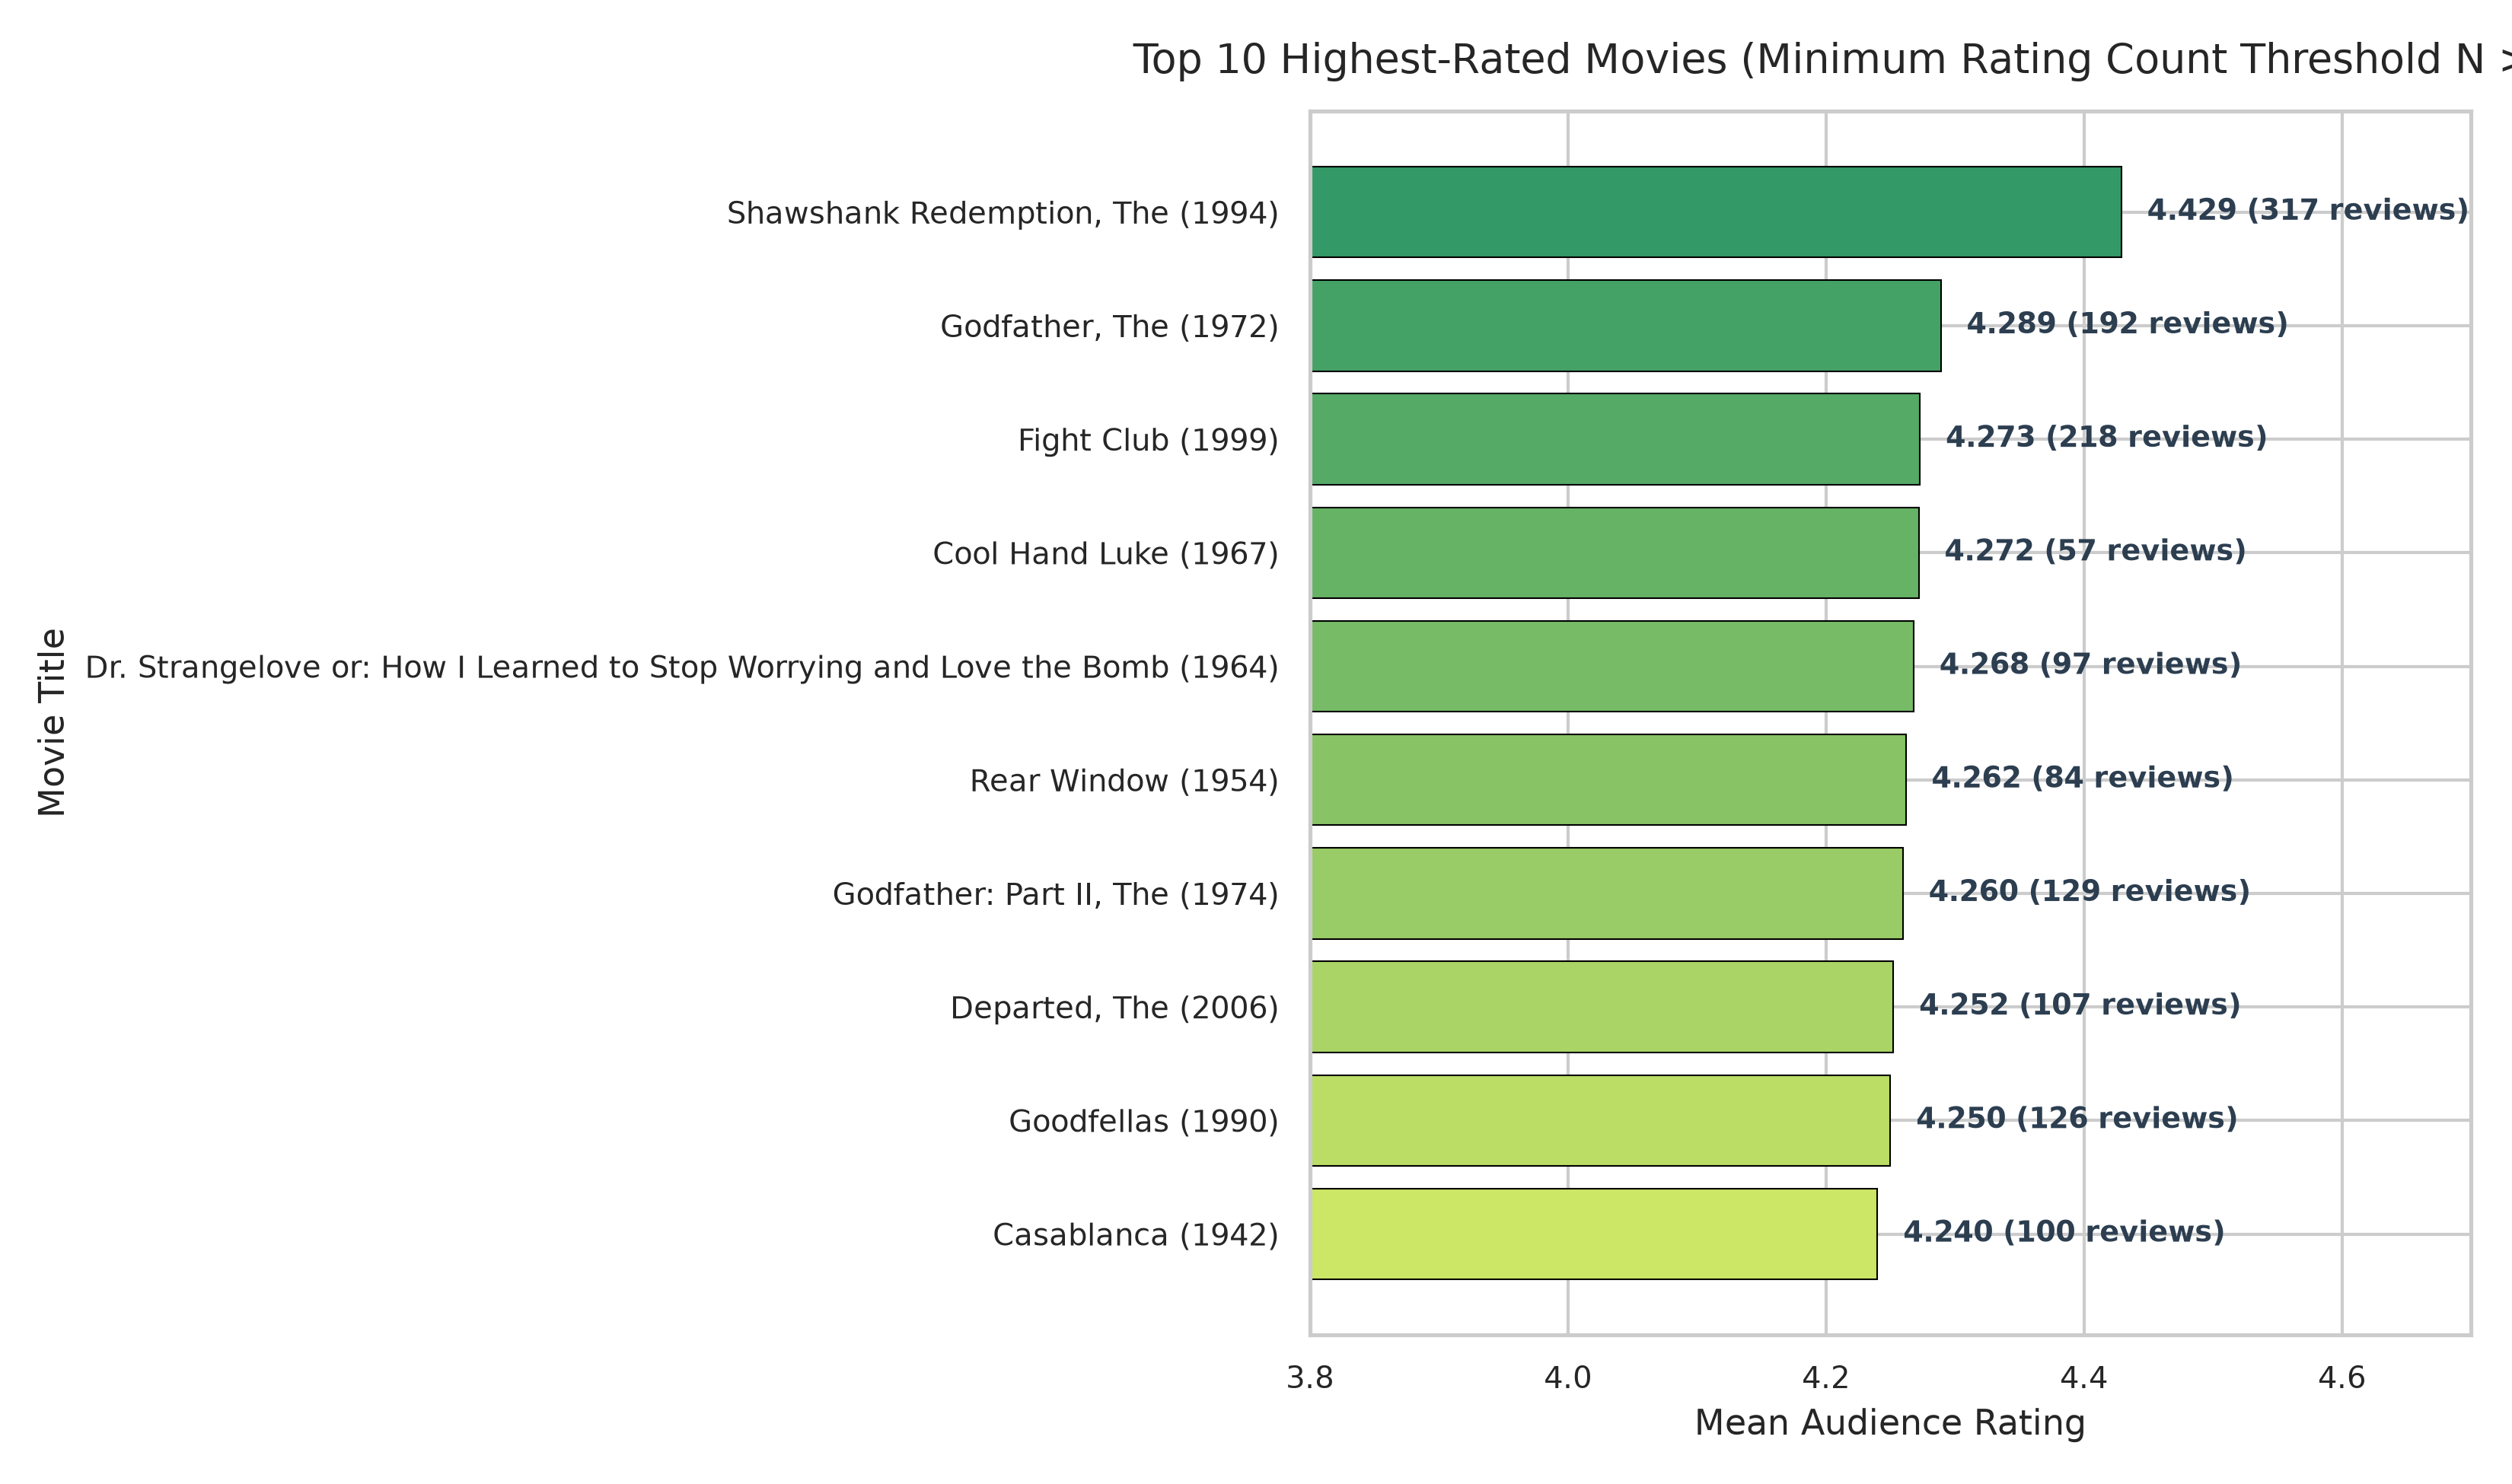 Top 10 Highest-Rated Movies (Minimum Rating Count Threshold N >
Shawshank Redemption, The (1994) 4.429 (317 reviews)
Godfather, The (1972) 4.289 (192 reviews)
Fight Club (1999) 4.273 (218 reviews)
Cool Hand Luke (1967) 4.272 (57 reviews)
Dr. Strangelove or: How I Learned to Stop Worrying and Love the Bomb (1964) 4.268 (97 reviews)
Rear Window (1954) 4.262 (84 reviews)
Godfather: Part II, The (1974) 4.260 (129 reviews)
Departed, The (2006) 4.252 (107 reviews)
Goodfellas (1990) 4.250 (126 reviews)
Casablanca (1942) 4.240 (100 reviews)
Movie Title
3.8 4.0 4.2 4.4 4.6
Mean Audience Rating